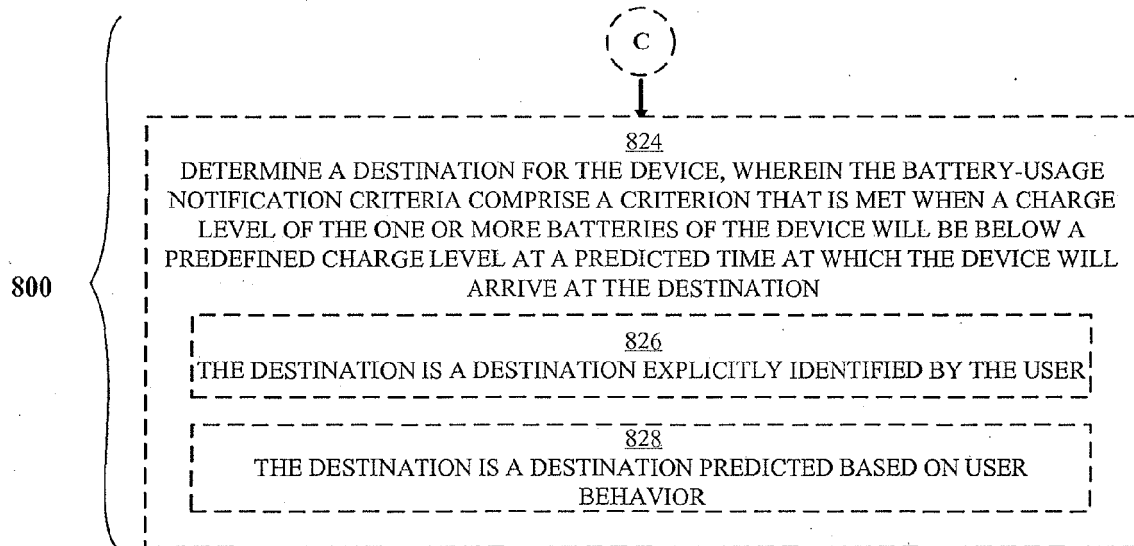 C
824
DETERMINE A DESTINATION FOR THE DEVICE, WHEREIN THE BATTERY-USAGE
NOTIFICATION CRITERIA COMPRISE A CRITERION THAT IS MET WHEN A CHARGE
LEVEL OF THE ONE OR MORE BATTERIES OF THE DEVICE WILL BE BELOW A
PREDEFINED CHARGE LEVEL AT A PREDICTED TIME AT WHICH THE DEVICE WILL
ARRIVE AT THE DESTINATION
800
826
THE DESTINATION IS A DESTINATION EXPLICITLY IDENTIFIED BY THE USER
828
THE DESTINATION IS A DESTINATION PREDICTED BASED ON USER
BEHAVIOR